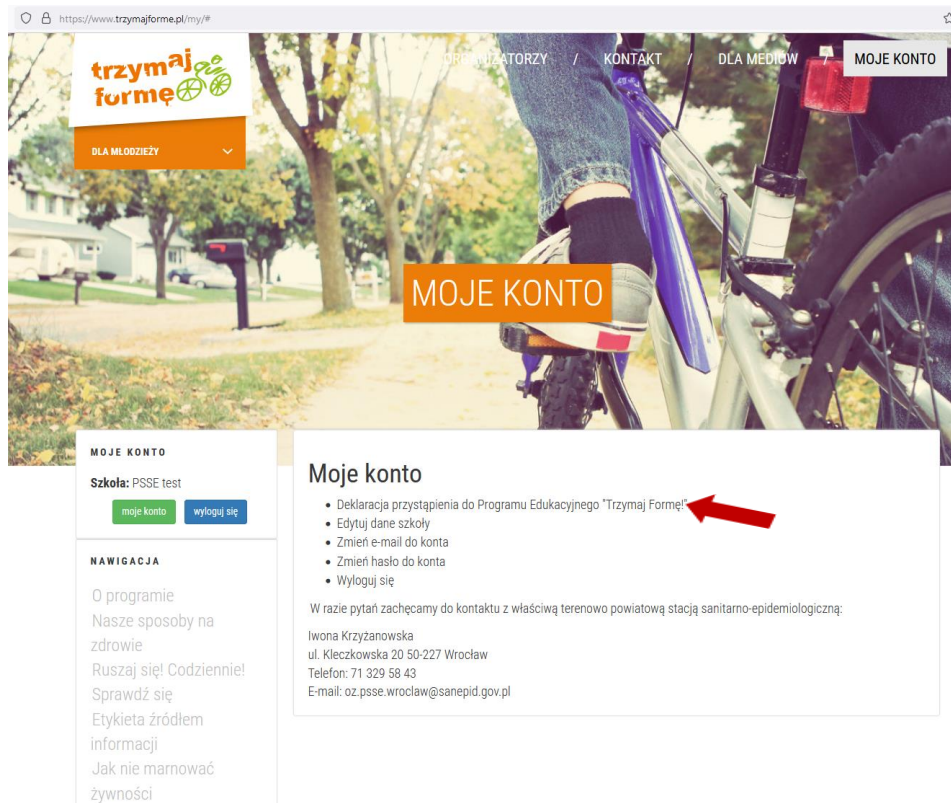 https://www.trzymajforme.pl/my/#
trzymaj
formę
ORGANIZATORZY / KONTAKT / DLA MEDIÓW / MOJE KONTO
DLA MŁODZIEŻY
MOJE KONTO
MOJE KONTO
Szkoła: PSSE test
moje konto wyloguj się
NAWIGACJA
O programie
Nasze sposoby na
zdrowie
Ruszaj się! Codziennie!
Sprawdź się
Etykieta źródłem
informacji
Jak nie marnować
żywności
Moje konto
Deklaracja przystąpienia do Programu Edukacyjnego "Trzymaj Formę!"
Edytuj dane szkoły
Zmień e-mail do konta
Zmień hasło do konta
Wyloguj się
W razie pytań zachęcamy do kontaktu z właściwą terenowo powiatową stacją sanitarno-epidemiologiczną:
Iwona Krzyżanowska
ul. Kleczkowska 20 50-227 Wrocław
Telefon: 71 329 58 43
E-mail: oz.psse.wroclaw@sanepid.gov.pl